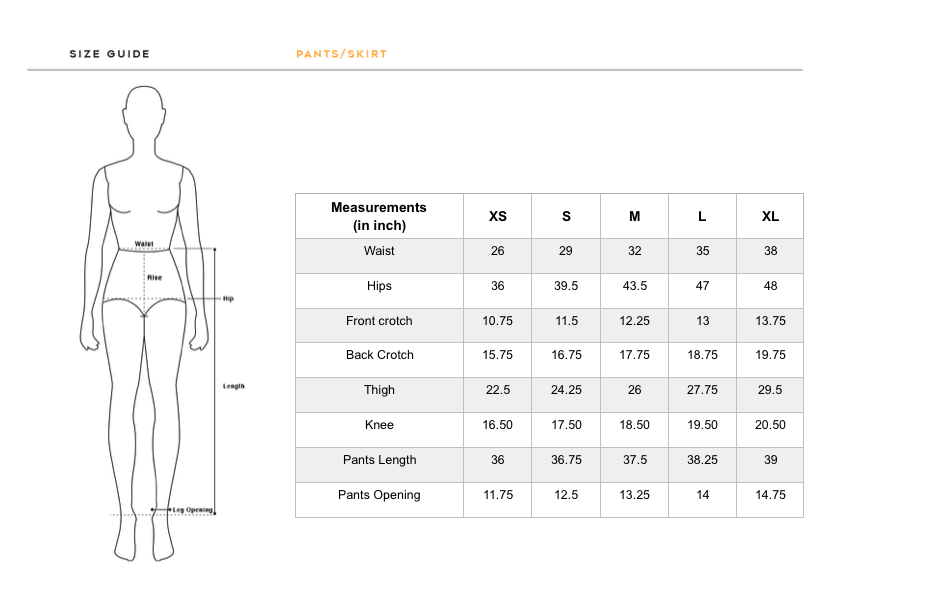 SIZE GUIDE
PANTS/SKIRT
Waist
Rise
Hip
Length
Leg Opening
Measurements
(in inch) XS S M L XL
Waist 26 29 32 35 38
Hips 36 39.5 43.5 47 48
Front crotch 10.75 11.5 12.25 13 13.75
Back Crotch 15.75 16.75 17.75 18.75 19.75
Thigh 22.5 24.25 26 27.75 29.5
Knee 16.50 17.50 18.50 19.50 20.50
Pants Length 36 36.75 37.5 38.25 39
Pants Opening 11.75 12.5 13.25 14 14.75